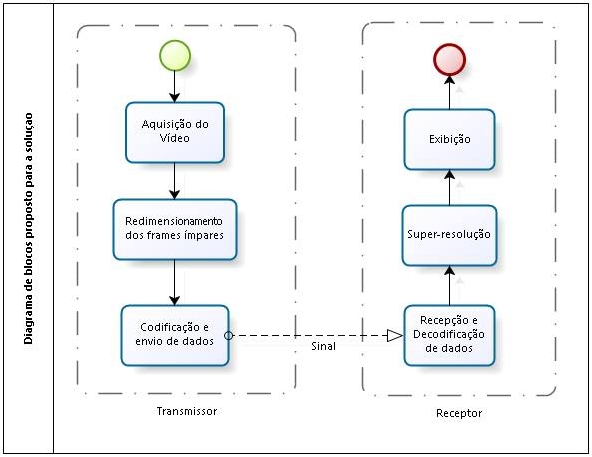 Diagrama de blocos proposto para a solução
Aquisição do
Vídeo
Redimensionamento
dos frames ímpares
Codificação e
envio de dados
Transmissor
Sinal
Exibição
Super-resolução
Recepção e
Decodificação
de dados
Receptor